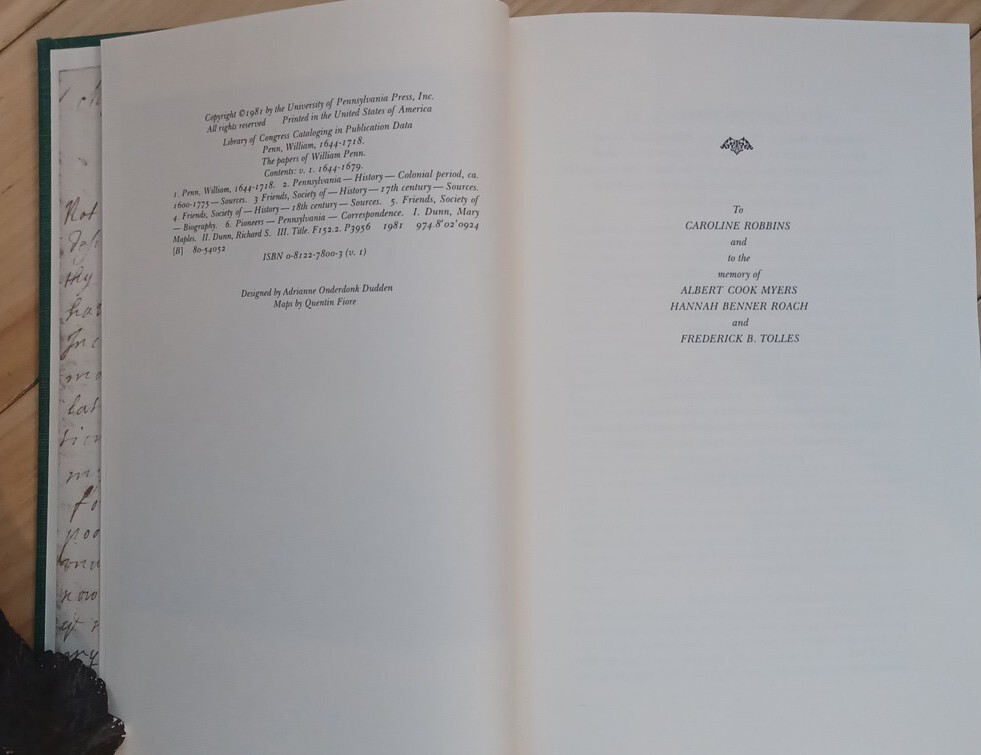 Copyright ©1981 by the University of Pennsylvania Press, Inc.
All rights reserved Printed in the United States of America
Library of Congress Cataloging in Publication Data
Penn, William, 1644-1718.
The papers of William Penn.
Contents: v. 1. 1644-1679.
1. Penn, William, 1644-1718. 2. Pennsylvania — History — Colonial period, ca.
1600-1775 — Sources. 3 Friends, Society of — History — 17th century — Sources.
4. Friends, Society of — History — 18th century — Sources. 5. Friends, Society of
— Biography. 6. Pioneers — Pennsylvania — Correspondence. I. Dunn, Mary
Maples. II. Dunn, Richard S. III. Title. F152.2. P3956 1981 974.8'02'0924
[B] 80-54052
ISBN 0-8122-7800-3 (v. 1)
Designed by Adrianne Onderdonk Dudden
Maps by Quentin Fiore
To
CAROLINE ROBBINS
and
to the
memory of
ALBERT COOK MYERS
HANNAH BENNER ROACH
and
FREDERICK B. TOLLES
Not
thy